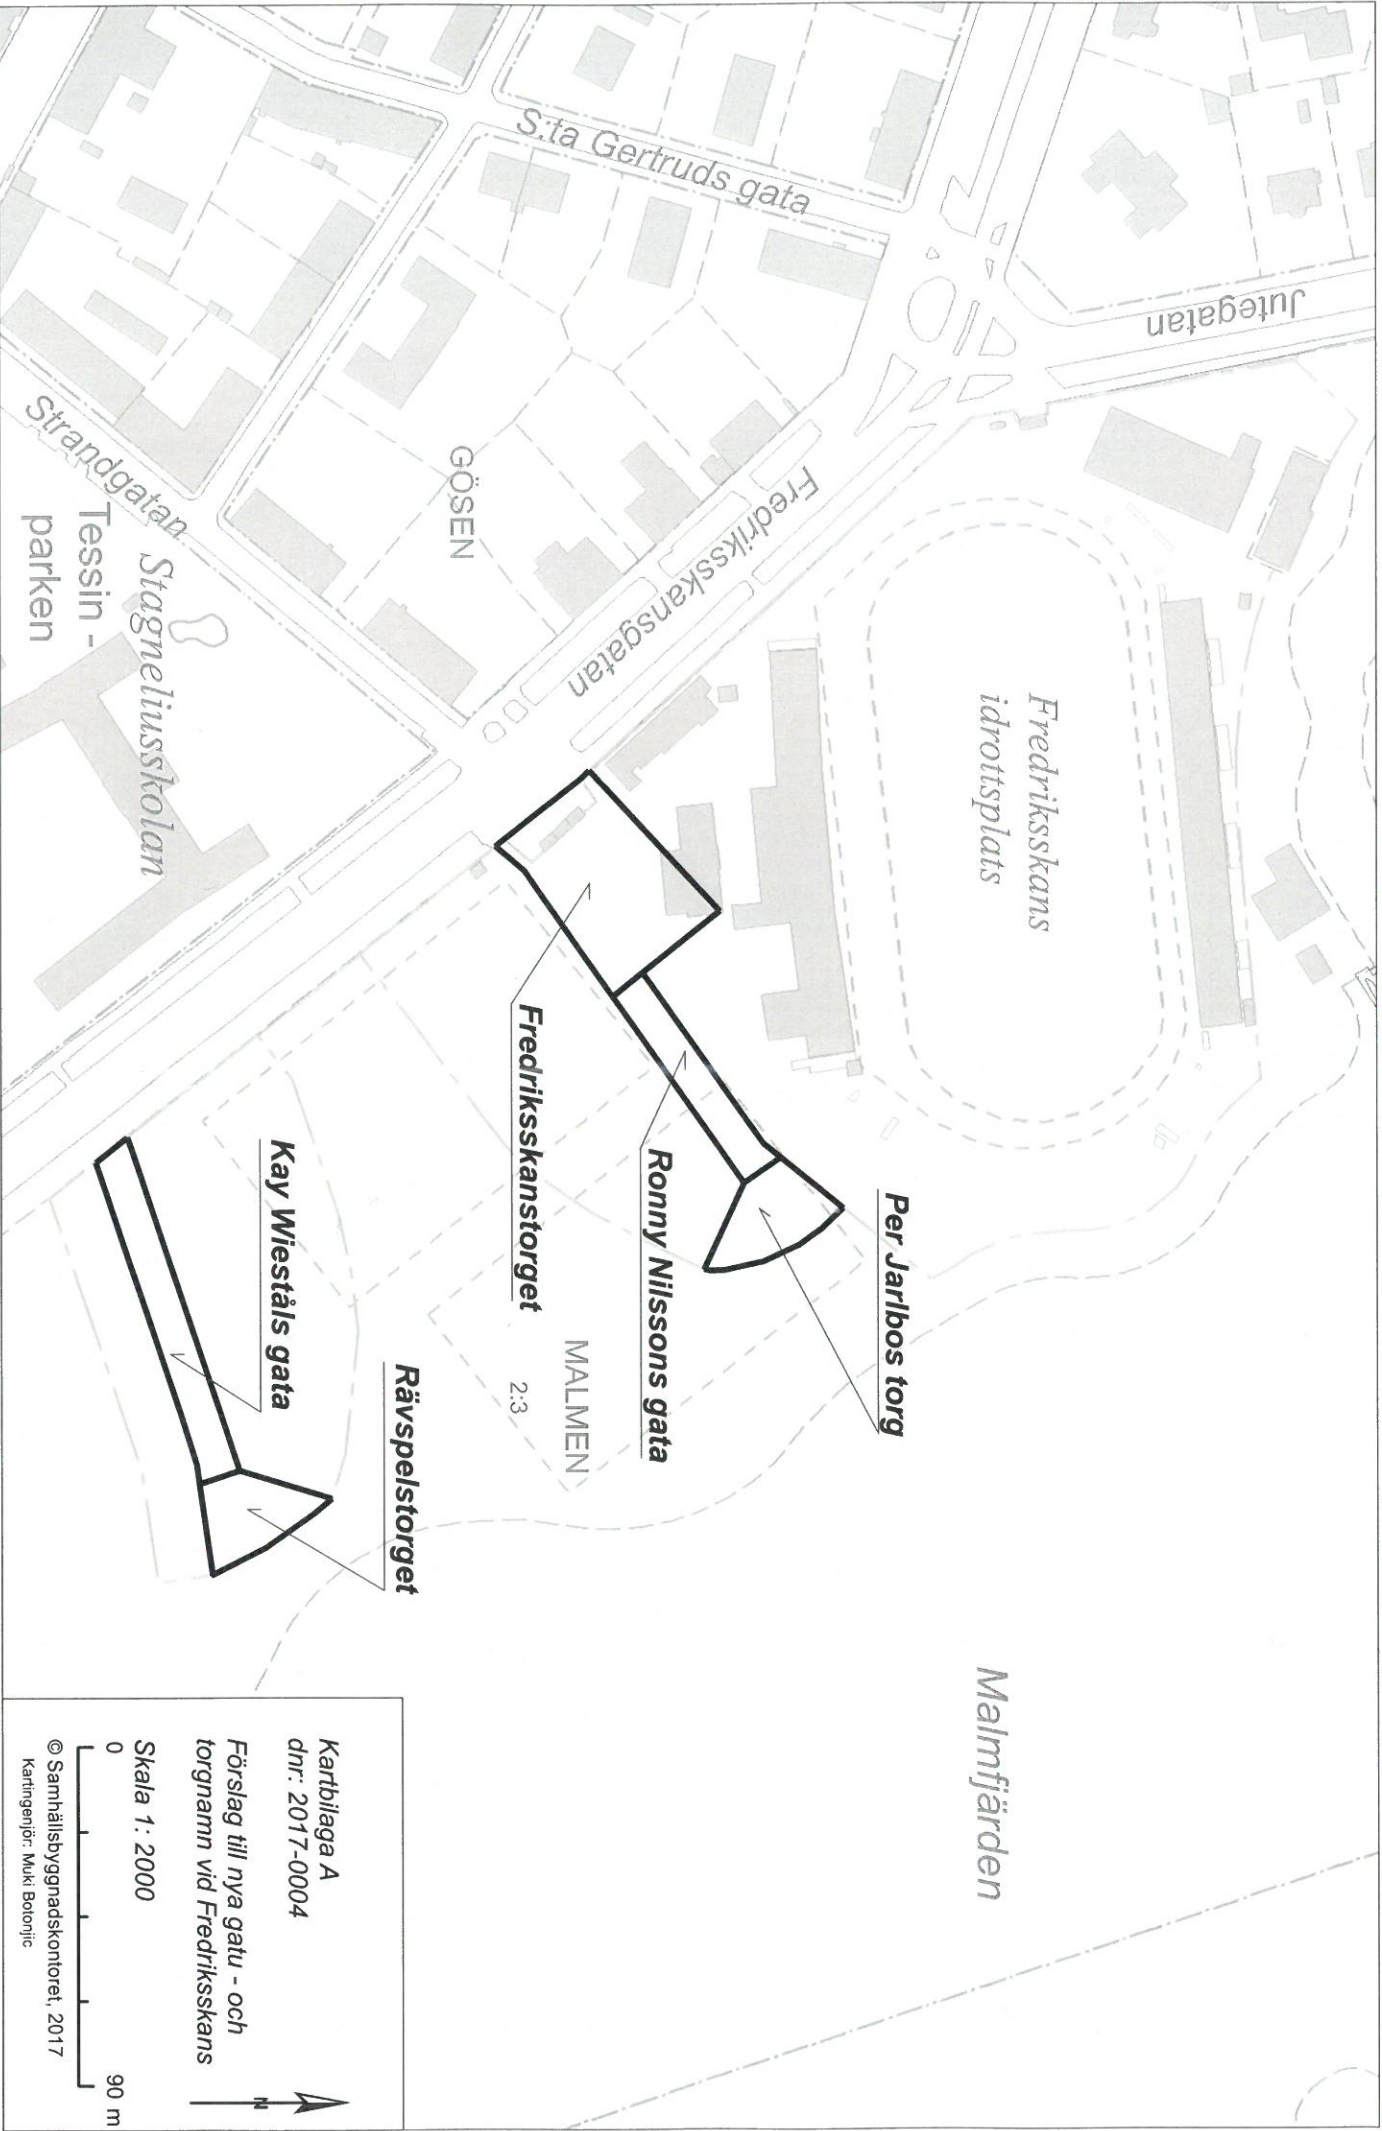 S:ta Gertruds gata
Jutegatan
Fredriksskansgatan
Strandgatan
GÖSEN
Tessin -
parken
Stagneliusskolan
Fredriksskans
idrottsplats
Per Jarlbos torg
Ronny Nilssons gata
Fredriksskanstorget
MALMEN
2:3
Kay Wieståls gata
Rävspelstorget
Malmfjärden
Kartbilaga A
dnr: 2017-0004
Förslag till nya gatu - och
torgnamn vid Fredriksskans
N
Skala 1: 2000
0 90 m
© Samhällsbyggnadskontoret, 2017
Kartingenjör: Muki Botonjic